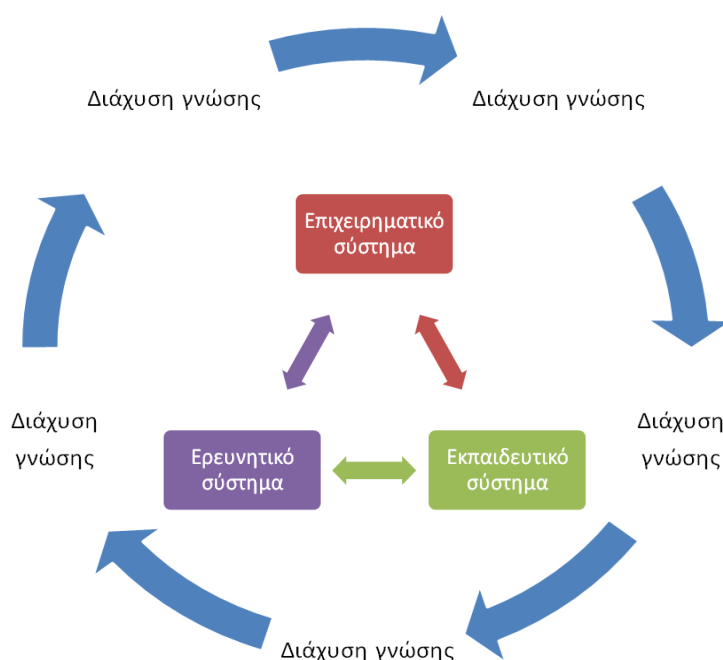 Διάχυση γνώσης
Διάχυση γνώσης
Επιχειρηματικό
σύστημα
Διάχυση
γνώσης
Διάχυση
γνώσης
Ερευνητικό
σύστημα
Εκπαιδευτικό
σύστημα
Διάχυση γνώσης